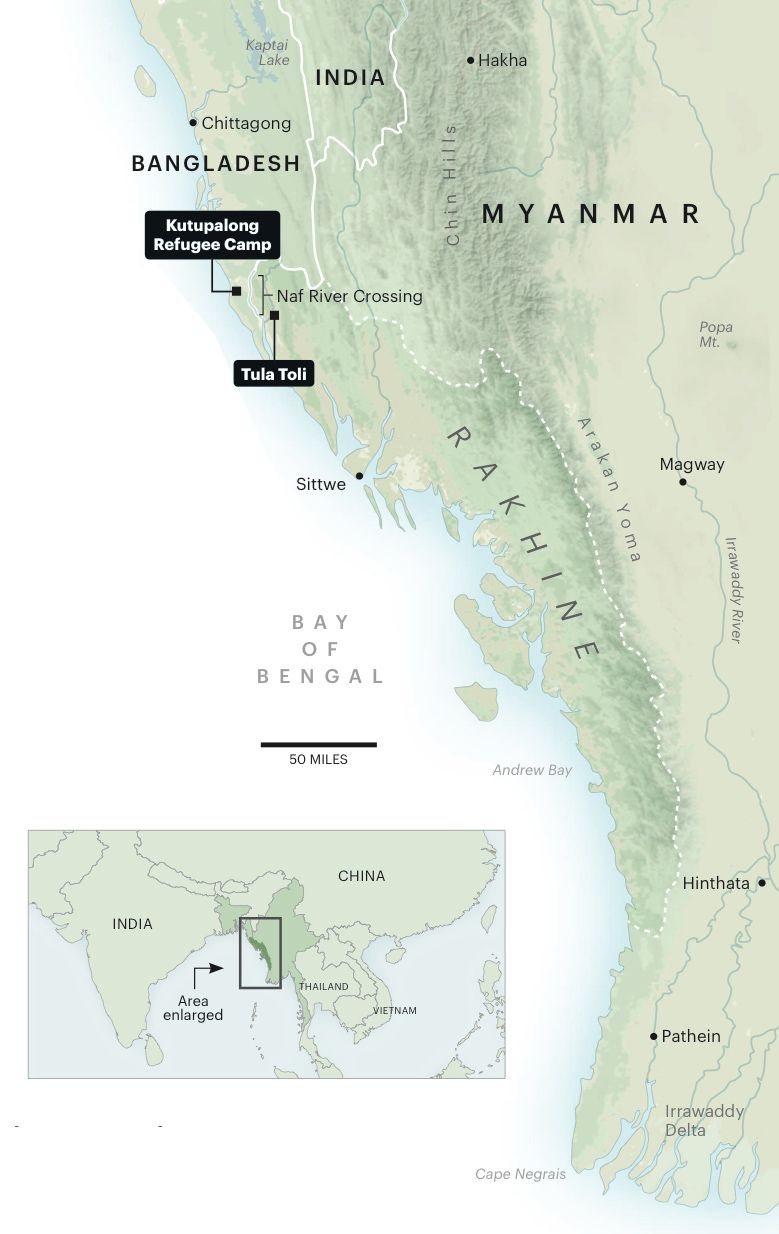 Kaptai
Lake
INDIA
Hakha
Chittagong
BANGLADESH
Chin Hills
MYANMAR
Kutupalong
Refugee Camp
Naf River Crossing
Popa
Mt.
Tula Toli
RAKHINE
Arakan Yoma
Magway
Sittwe
Irrawaddy River
BAY
OF
BENGAL
50 MILES
Andrew Bay
CHINA
INDIA
Hinthata
THAILAND
Area
enlarged
VIETNAM
Pathein
Irrawaddy
Delta
Cape Negrais